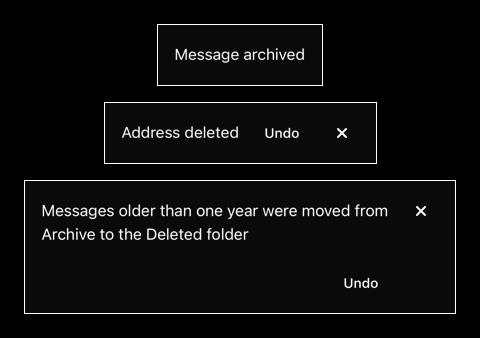 Message archived
Address deleted Undo
Messages older than one year were moved from
Archive to the Deleted folder
Undo